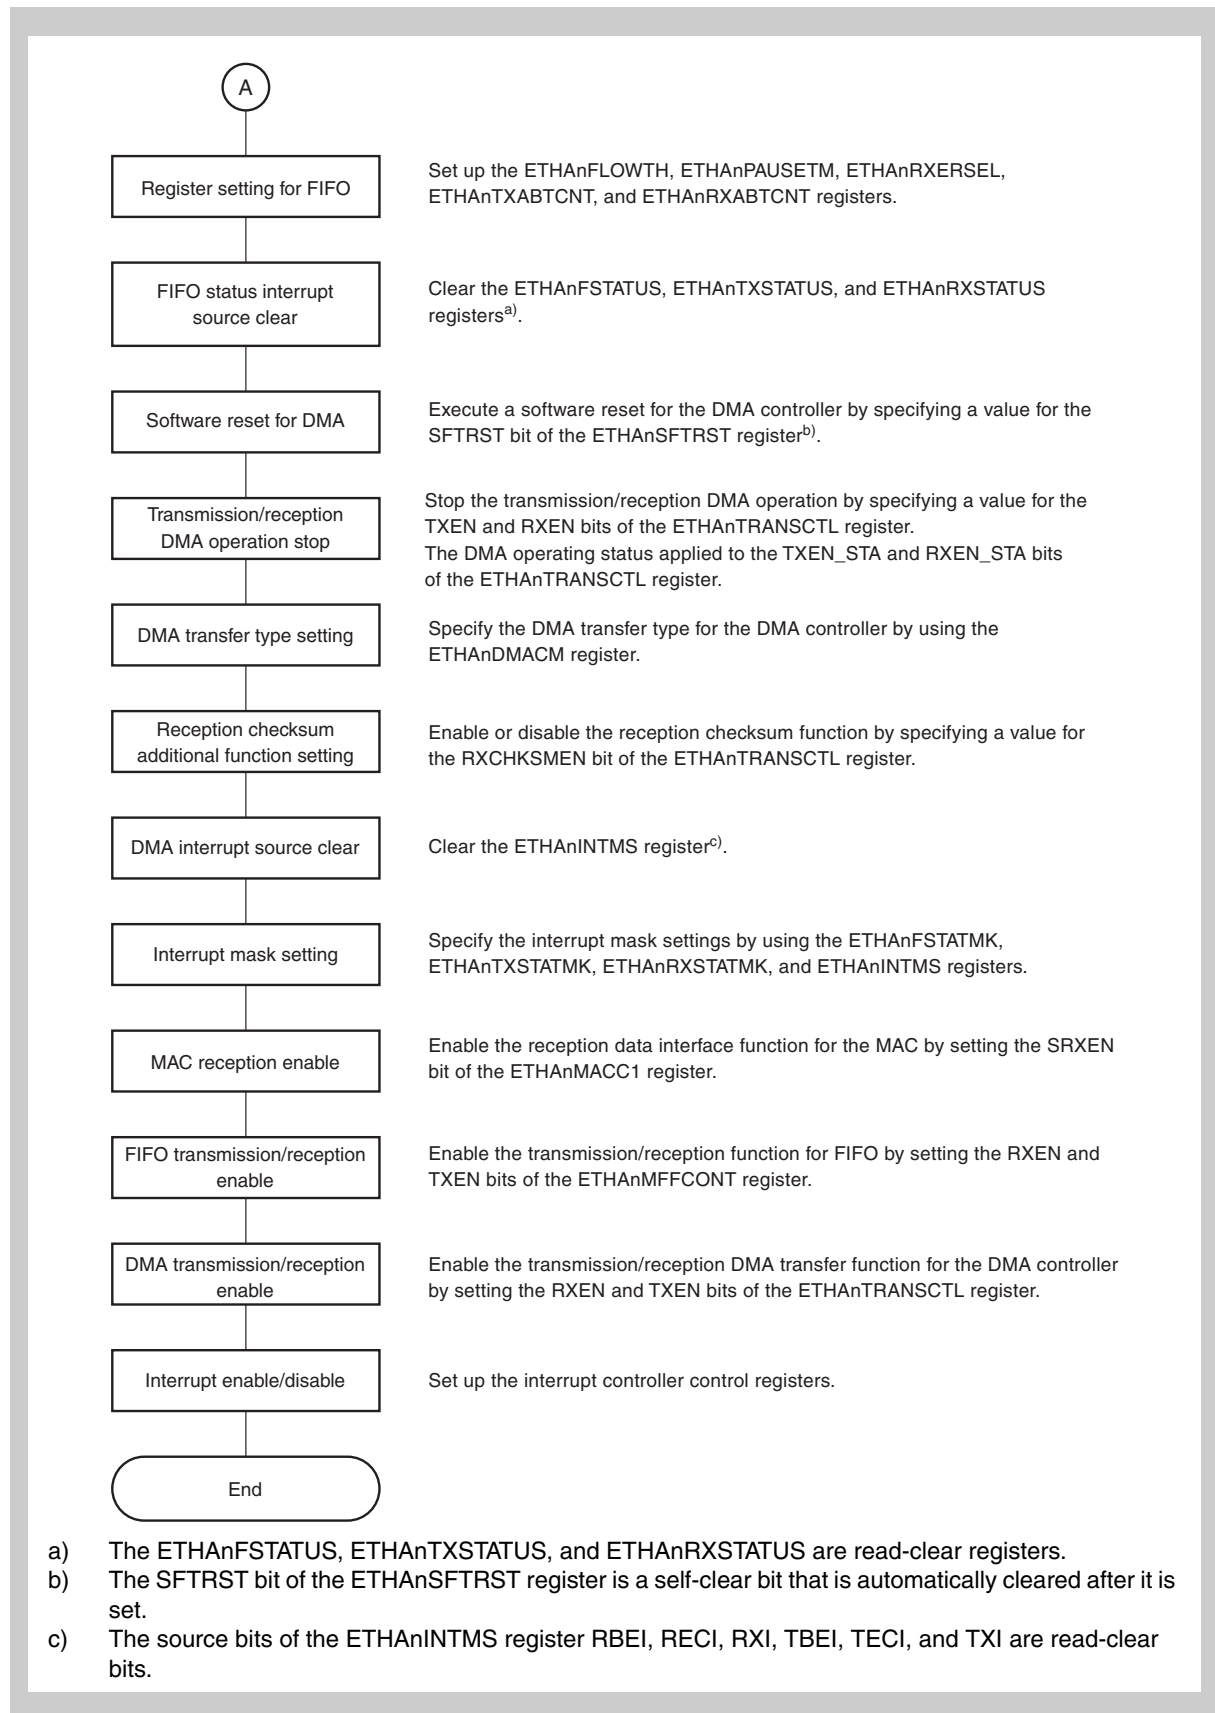 A
Register setting for FIFO
Set up the ETHAnFLOWTH, ETHAnPAUSETM, ETHAnRXERSEL,
ETHAnTXABTCNT, and ETHAnRXABTCNT registers.
FIFO status interrupt
source clear
Clear the ETHAnFSTATUS, ETHAnTXSTATUS, and ETHAnRXSTATUS
registersa).
Software reset for DMA
Execute a software reset for the DMA controller by specifying a value for the
SFTRST bit of the ETHAnSFTRST registerb).
Transmission/reception
DMA operation stop
Stop the transmission/reception DMA operation by specifying a value for the
TXEN and RXEN bits of the ETHAnTRANSCTL register.
The DMA operating status applied to the TXEN_STA and RXEN_STA bits
of the ETHAnTRANSCTL register.
DMA transfer type setting
Specify the DMA transfer type for the DMA controller by using the
ETHAnDMACM register.
Reception checksum
additional function setting
Enable or disable the reception checksum function by specifying a value for
the RXCHKSMEN bit of the ETHAnTRANSCTL register.
DMA interrupt source clear
Clear the ETHAnINTMS registerc).
Interrupt mask setting
Specify the interrupt mask settings by using the ETHAnFSTATMK,
ETHAnTXSTATMK, ETHAnRXSTATMK, and ETHAnINTMS registers.
MAC reception enable
Enable the reception data interface function for the MAC by setting the SRXEN
bit of the ETHAnMACC1 register.
FIFO transmission/reception
enable
Enable the transmission/reception function for FIFO by setting the RXEN and
TXEN bits of the ETHAnMFFCONT register.
DMA transmission/reception
enable
Enable the transmission/reception DMA transfer function for the DMA controller
by setting the RXEN and TXEN bits of the ETHAnTRANSCTL register.
Interrupt enable/disable
Set up the interrupt controller control registers.
End
a) The ETHAnFSTATUS, ETHAnTXSTATUS, and ETHAnRXSTATUS are read-clear registers.
b) The SFTRST bit of the ETHAnSFTRST register is a self-clear bit that is automatically cleared after it is
set.
c) The source bits of the ETHAnINTMS register RBEI, RECI, RXI, TBEI, TECI, and TXI are read-clear
bits.